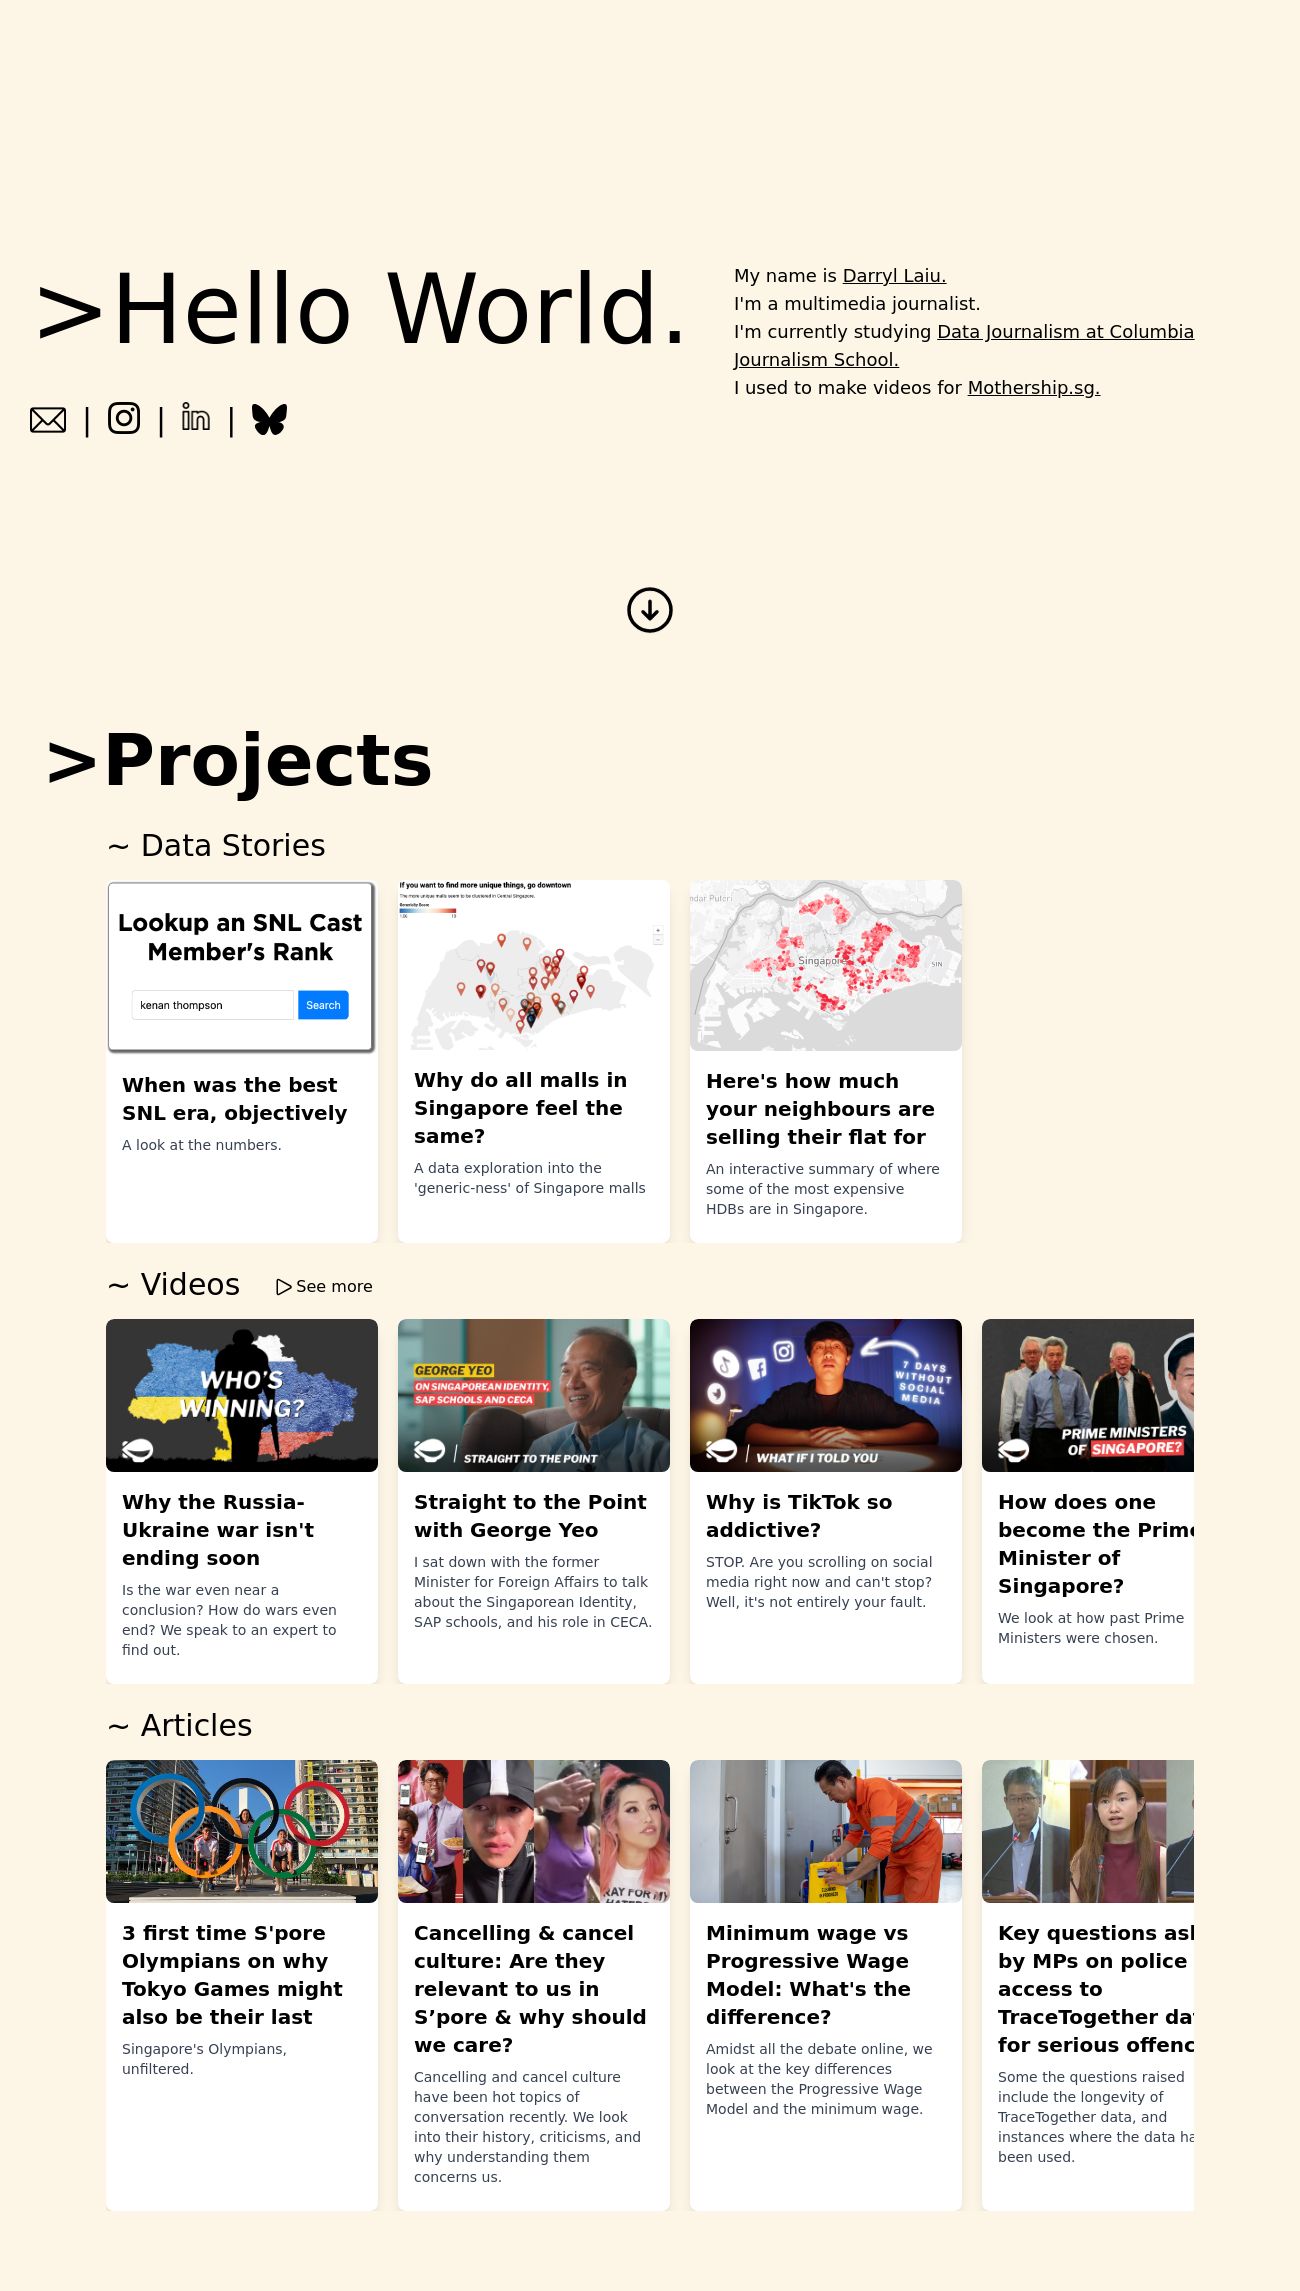 >Hello World.
My name is Darryl Laiu.
I'm a multimedia journalist.
I'm currently studying Data Journalism at Columbia
Journalism School.
I used to make videos for Mothership.sg.
| | |
>Projects
~ Data Stories
Lookup an SNL Cast
Member's Rank
kenan thompson
Search
When was the best
SNL era, objectively
A look at the numbers.
If you want to find more unique things, go downtown
The more unique malls seem to be clustered in Central Singapore.
Genericity Score
Why do all malls in
Singapore feel the
same?
A data exploration into the
'generic-ness' of Singapore malls
ndar Puteri
Singapore
SIN
Here's how much
your neighbours are
selling their flat for
An interactive summary of where
some of the most expensive
HDBs are in Singapore.
~ Videos
See more
WHO'S
WINNING?
Why the Russia-
Ukraine war isn't
ending soon
Is the war even near a
conclusion? How do wars even
end? We speak to an expert to
find out.
GEORGE YEO
ON SINGAPOREAN IDENTITY,
SAP SCHOOLS AND CECA
STRAIGHT TO THE POINT
Straight to the Point
with George Yeo
I sat down with the former
Minister for Foreign Affairs to talk
about the Singaporean Identity,
SAP schools, and his role in CECA.
7 DAYS
WITHOUT
SOCIAL
MEDIA
WHAT IF I TOLD YOU
Why is TikTok so
addictive?
STOP. Are you scrolling on social
media right now and can't stop?
Well, it's not entirely your fault.
PRIME MINISTERS
OF SINGAPORE?
How does one
become the Prime
Minister of
Singapore?
We look at how past Prime
Ministers were chosen.
~ Articles
3 first time S'pore
Olympians on why
Tokyo Games might
also be their last
Singapore's Olympians,
unfiltered.
Cancelling & cancel
culture: Are they
relevant to us in
S’pore & why should
we care?
Cancelling and cancel culture
have been hot topics of
conversation recently. We look
into their history, criticisms, and
why understanding them
concerns us.
Minimum wage vs
Progressive Wage
Model: What's the
difference?
Amidst all the debate online, we
look at the key differences
between the Progressive Wage
Model and the minimum wage.
Key questions as
by MPs on police
access to
TraceTogether da
for serious offenc
Some the questions raised
include the longevity of
TraceTogether data, and
instances where the data ha
been used.